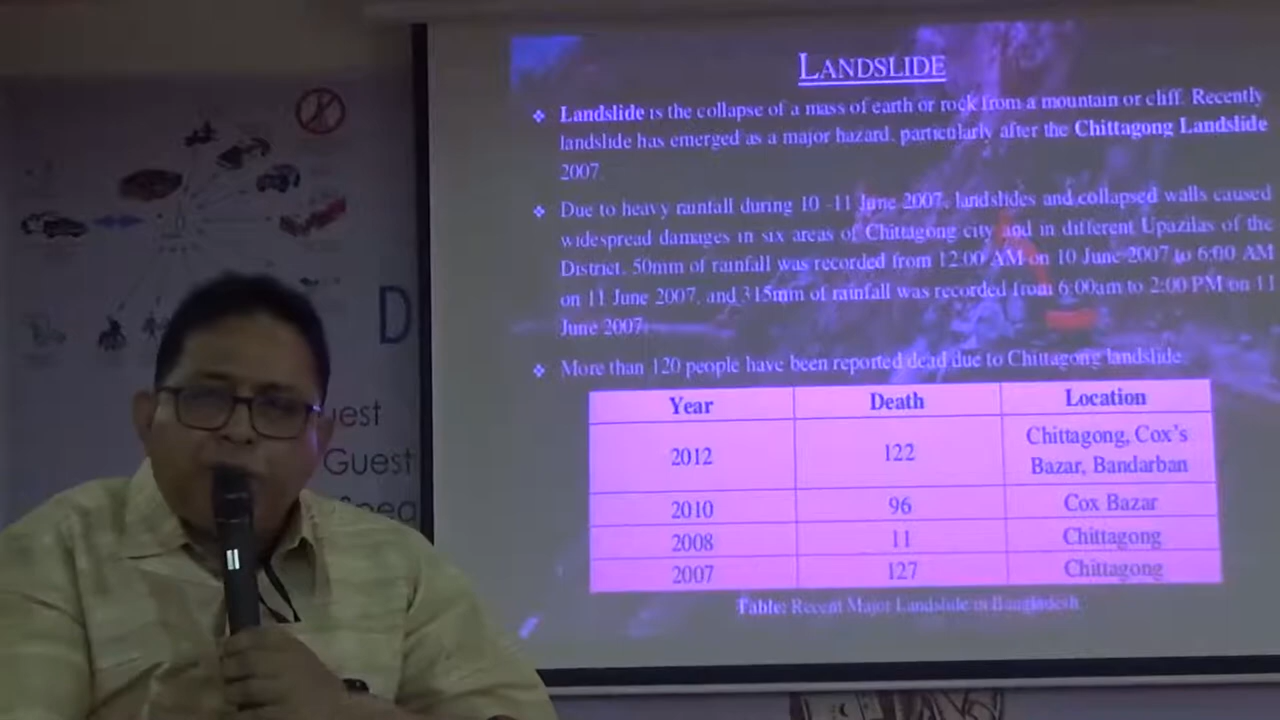 LANDSLIDE
❖ Landslide is the collapse of a mass of earth or rock from a mountain or cliff. Recently
landslide has emerged as a major hazard, particularly after the Chittagong Landslide
2007.
❖ Due to heavy rainfall during 10 -11 June 2007, landslides and collapsed walls caused
widespread damages in six areas of Chittagong city and in different Upazilas of the
District. 50mm of rainfall was recorded from 12:00 AM on 10 June 2007 to 6:00 AM
on 11 June 2007, and 315mm of rainfall was recorded from 6:00am to 2:00 PM on 11
June 2007.
❖ More than 120 people have been reported dead due to Chittagong landslide.
Year Death Location
2012 122 Chittagong, Cox's
Bazar, Bandarban
2010 96 Cox Bazar
2008 11 Chittagong
2007 127 Chittagong
Table: Recent Major Landslide in Bangladesh
D
uest
Guest